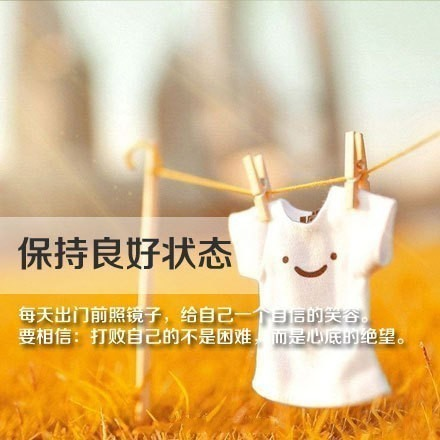 保持良好状态
每天出门前照镜子，给自己一个自信的笑容。
要相信：打败自己的不是困难，而是心底的绝望。